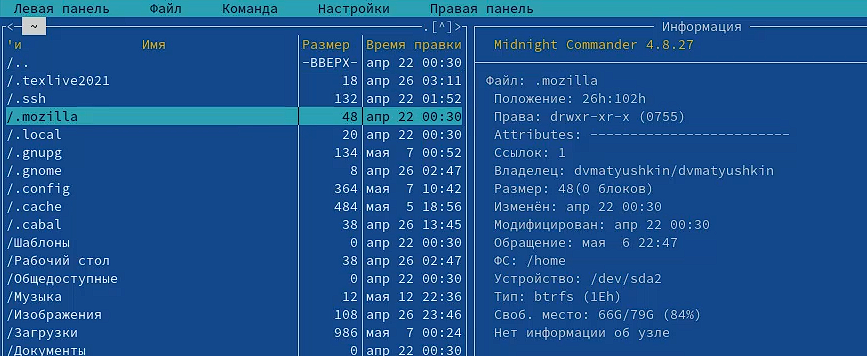 Левая панель Файл Команда Настройки Правая панель
<- ~ .[^]>
'и Имя Размер Время правки
/.. -ВВЕРХ- апр 22 00:30
/.texlive2021 18 апр 26 03:11
/.ssh 132 апр 22 01:52
/.mozilla 48 апр 22 00:30
/.local 20 апр 22 00:30
/.gnupg 134 мая 7 00:52
/.gnome 8 апр 26 02:47
/.config 364 мая 7 10:42
/.cache 484 мая 5 18:56
/.cabal 38 апр 26 13:45
/Шаблоны 0 апр 22 00:30
/Рабочий стол 38 апр 26 02:47
/Общедоступные 0 апр 22 00:30
/Музыка 12 мая 12 22:36
/Изображения 108 апр 26 23:46
/Загрузки 986 мая 7 00:24
/Документы 0 апр 22 00:30
Информация
Midnight Commander 4.8.27
Файл: .mozilla
Положение: 26h:102h
Права: drwxr-xr-x (0755)
Attributes: -------------------------
Ссылок: 1
Владелец: dvmatyushkin/dvmatyushkin
Размер: 48(0 блоков)
Изменён: апр 22 00:30
Модифицирован: апр 22 00:30
Обращение: мая 6 22:47
ФС: /home
Устройство: /dev/sda2
Тип: btrfs (1Eh)
Своб. место: 66G/79G (84%)
Нет информации об узле